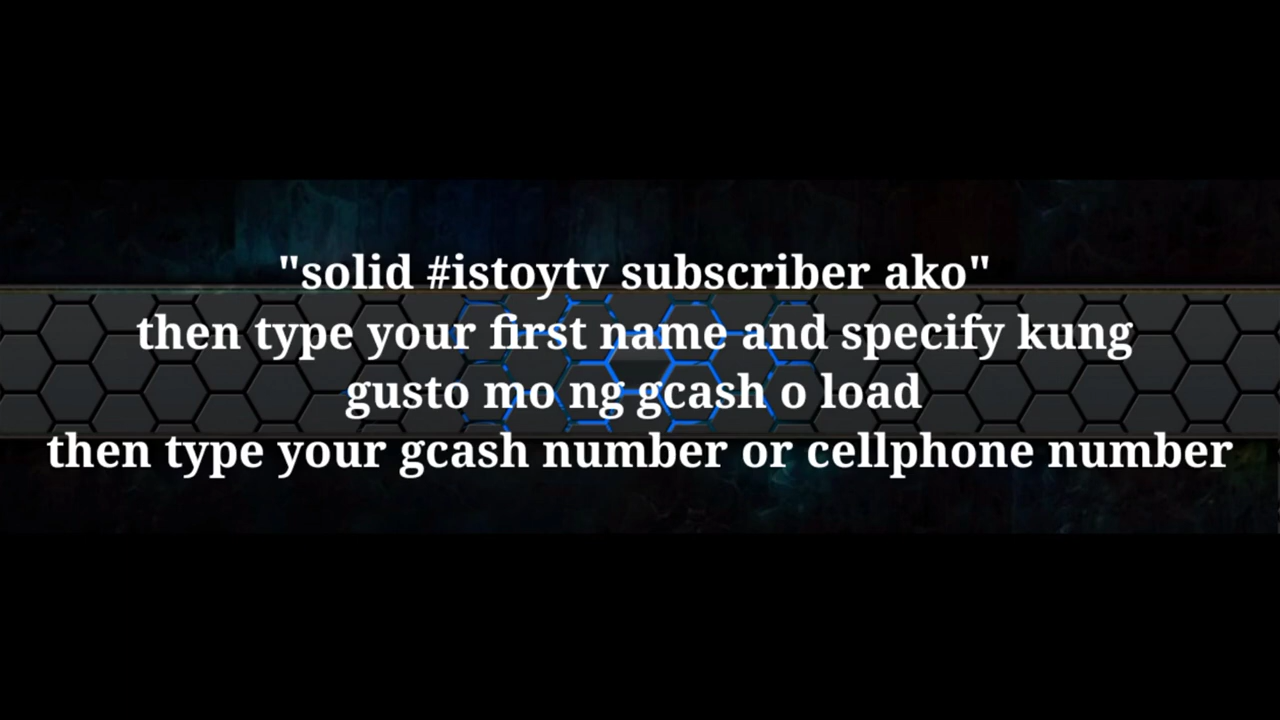 "solid #istoytv subscriber ako"
then type your first name and specify kung
gusto mo ng gcash o load
then type your gcash number or cellphone number